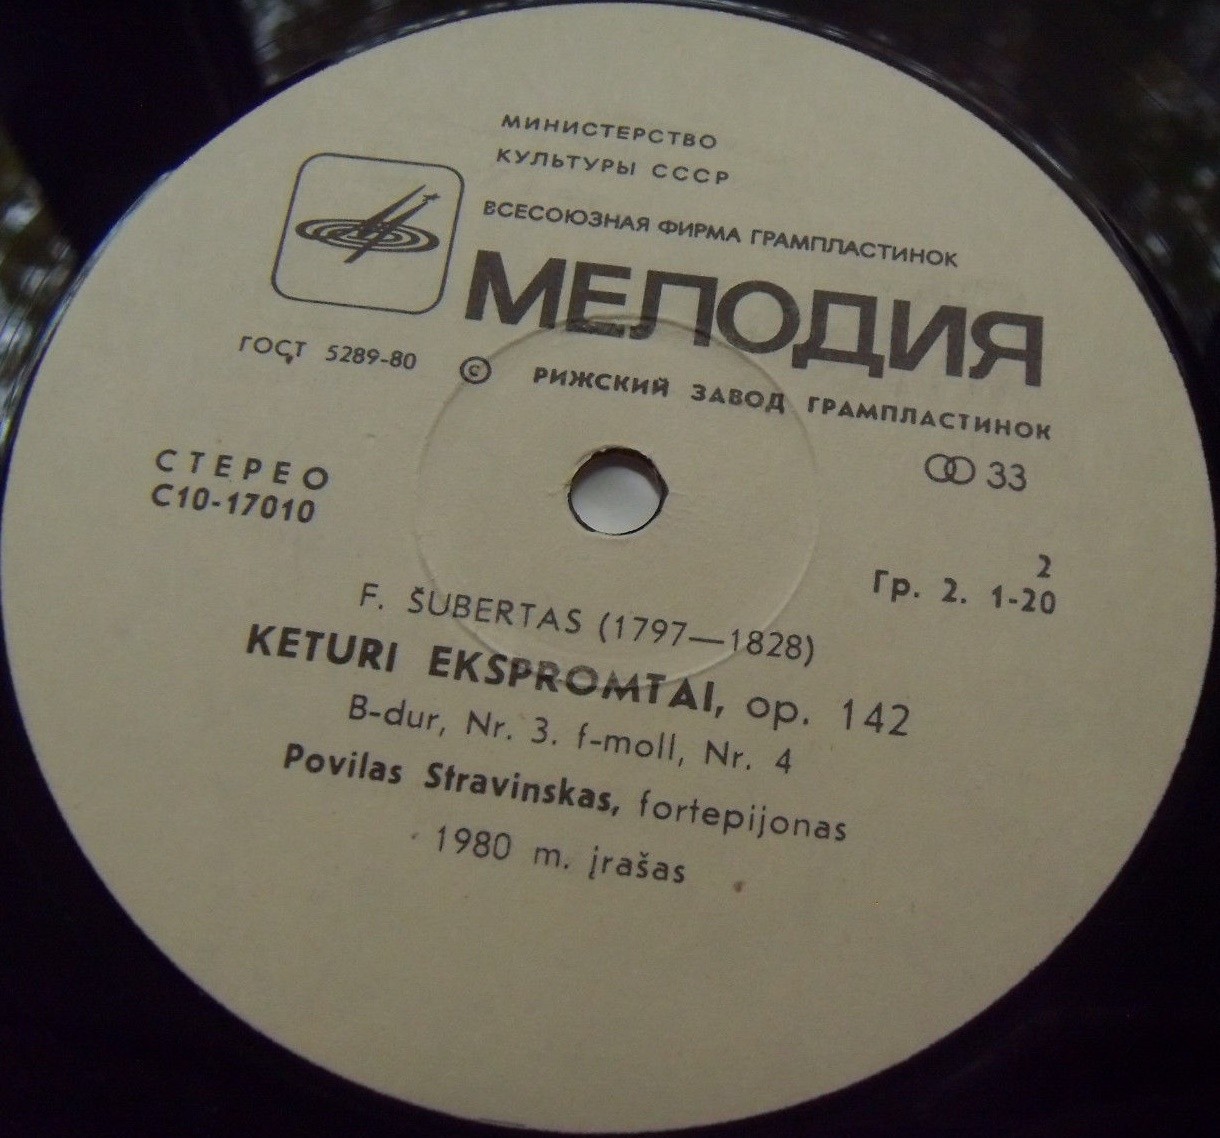 МИНИСТЕРСТВО
КУЛЬТУРЫ СССР
ВСЕСОЮЗНАЯ ФИРМА ГРАМПЛАСТИНОК
МЕЛОДИЯ
ГОСТ 5289-80 © РИЖСКИЙ ЗАВОД ГРАМПЛАСТИНОК
33
СТЕРЕО
С10-17010
2
Гр. 2. 1-20
F. ŠUBERTAS (1797—1828)
KETURI EKSPROMTAI, op. 142
B-dur, Nr. 3. f-moll, Nr. 4
Povilas Stravinskas, fortepijonas
1980 m. įrašas